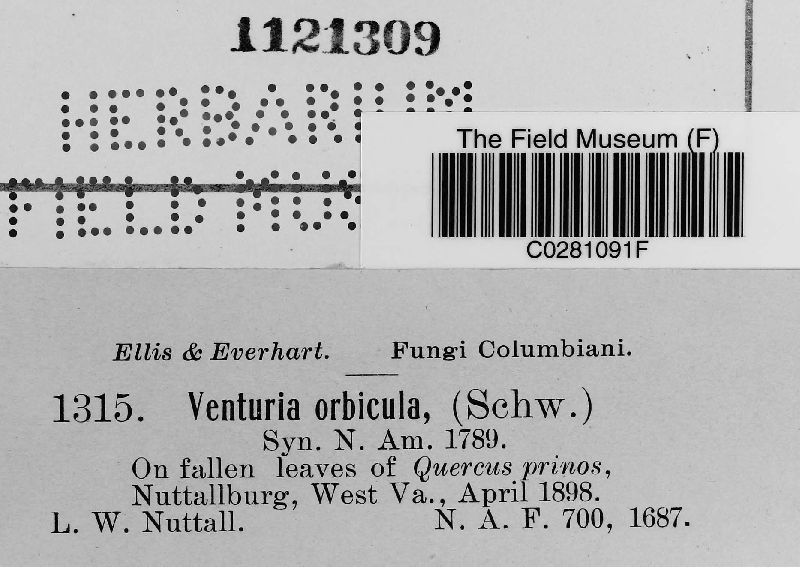 1121309
HERBARIUM
The Field Museum (F)
FIELD MUS
C0281091F
Ellis & Everhart. Fungi Columbiani.
1315. Venturia orbicula, (Schw.)
Syn. N. Am. 1789.
On fallen leaves of Quercus prinos,
Nuttallburg, West Va., April 1898.
L. W. Nuttall. N. A. F. 700, 1687.